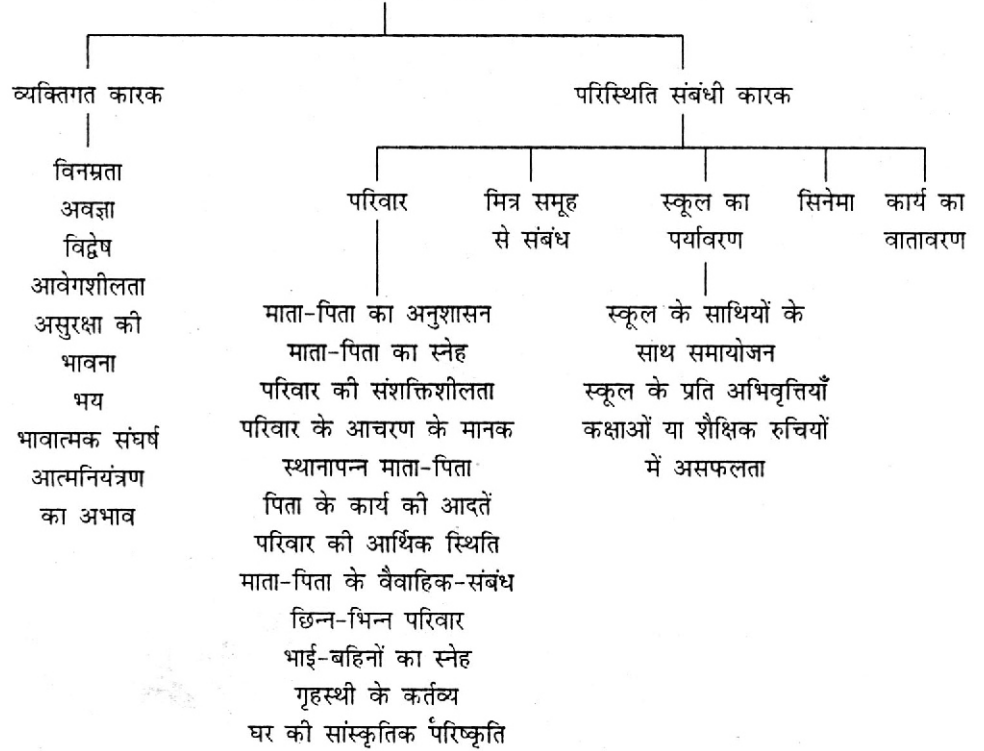 व्यक्तिगत कारक
विनम्रता
अवज्ञा
विद्वेष
आवेगशीलता
असुरक्षा की
भावना
भय
भावात्मक संघर्ष
आत्मनियंत्रण
का अभाव
परिस्थिति संबंधी कारक
परिवार
माता-पिता का अनुशासन
माता-पिता का स्नेह
परिवार की संशक्तिशीलता
परिवार के आचरण के मानक
स्थानापन्न माता-पिता
पिता के कार्य की आदतें
परिवार की आर्थिक स्थिति
माता-पिता के वैवाहिक-संबंध
छिन्न-भिन्न परिवार
भाई-बहिनों का स्नेह
गृहस्थी के कर्तव्य
घर की सांस्कृतिक परिष्कृति
मित्र समूह
से संबंध
स्कूल का
पर्यावरण
स्कूल के साथियों के
साथ समायोजन
स्कूल के प्रति अभिवृत्तियाँ
कक्षाओं या शैक्षिक रुचियों
में असफलता
सिनेमा
कार्य का
वातावरण